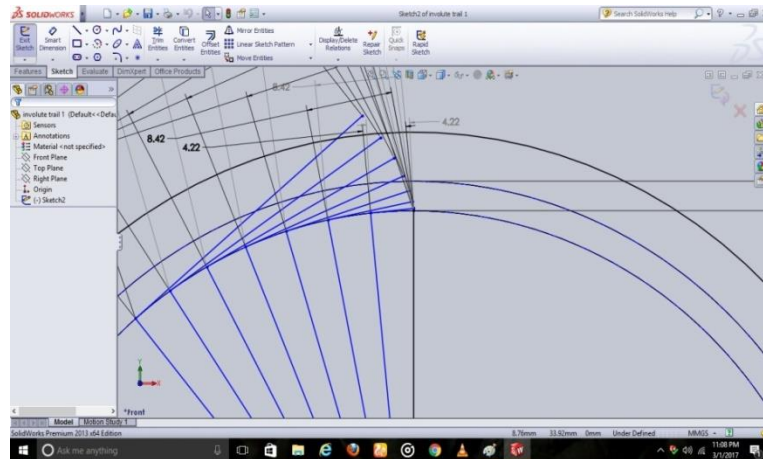 SOLIDWORKS
Sketch2 of involute trail 1
Search SolidWorks Help
Exit Sketch
Smart Dimension
Trim Entities
Convert Entities
Offset Entities
Mirror Entities
Linear Sketch Pattern
Move Entities
Display/Delete Relations
Repair Sketch
Quick Snaps
Rapid Sketch
Features Sketch Evaluate DimXpert Office Products
involute trail 1 (Default<<Defau
Sensors
Annotations
Material <not specified>
Front Plane
Top Plane
Right Plane
Origin
(-) Sketch2
8.42
4.22
8.42
4.22
Y
X
*Front
Model Motion Study 1
SolidWorks Premium 2013 x64 Edition
8.76mm 33.92mm 0mm Under Defined MMGS
Ask me anything
11:08 PM
3/1/2017